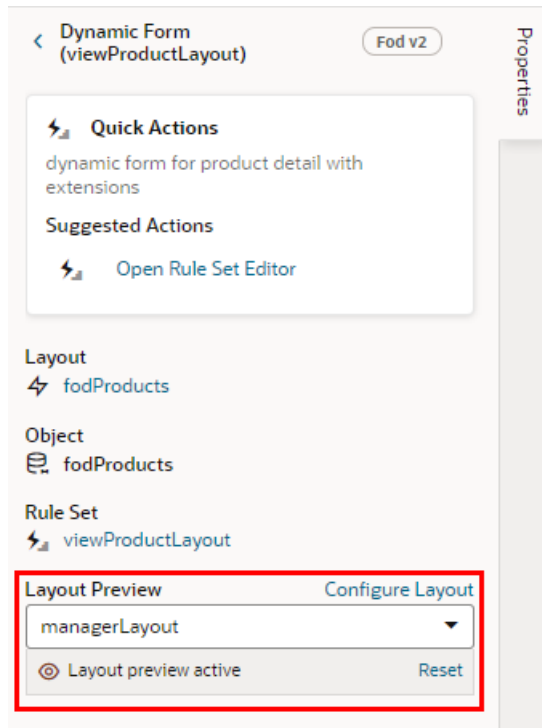 Dynamic Form
(viewProductLayout)
Fod v2
Properties
Quick Actions
dynamic form for product detail with
extensions
Suggested Actions
Open Rule Set Editor
Layout
fodProducts
Object
fodProducts
Rule Set
viewProductLayout
Layout Preview Configure Layout
managerLayout
Layout preview active Reset